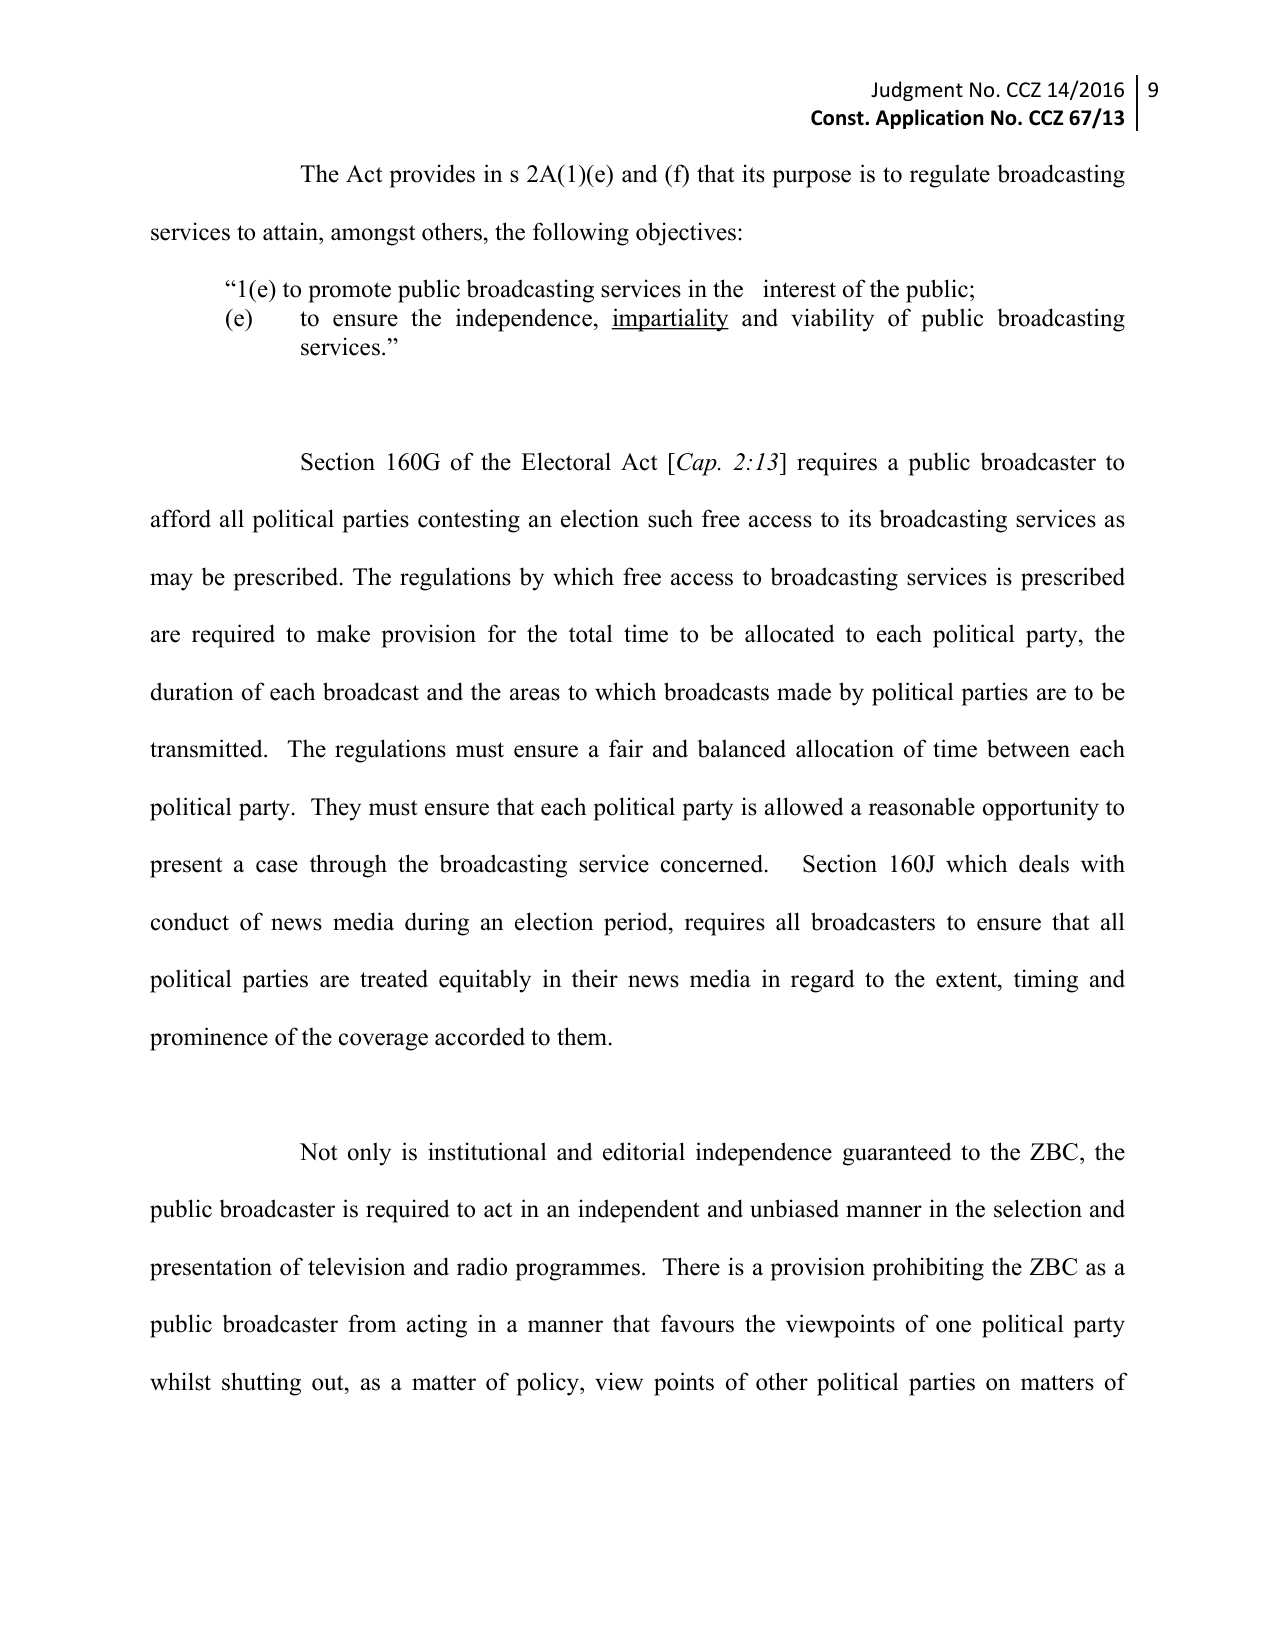 Judgment No. CCZ 14/2016 9
Const. Application No. CCZ 67/13
The Act provides in s 2A(1)(e) and (f) that its purpose is to regulate broadcasting
services to attain, amongst others, the following objectives:
“1(e) to promote public broadcasting services in the interest of the public;
(e) to ensure the independence, impartiality and viability of public broadcasting
services.”
Section 160G of the Electoral Act [Cap. 2:13] requires a public broadcaster to
afford all political parties contesting an election such free access to its broadcasting services as
may be prescribed. The regulations by which free access to broadcasting services is prescribed
are required to make provision for the total time to be allocated to each political party, the
duration of each broadcast and the areas to which broadcasts made by political parties are to be
transmitted. The regulations must ensure a fair and balanced allocation of time between each
political party. They must ensure that each political party is allowed a reasonable opportunity to
present a case through the broadcasting service concerned. Section 160J which deals with
conduct of news media during an election period, requires all broadcasters to ensure that all
political parties are treated equitably in their news media in regard to the extent, timing and
prominence of the coverage accorded to them.
Not only is institutional and editorial independence guaranteed to the ZBC, the
public broadcaster is required to act in an independent and unbiased manner in the selection and
presentation of television and radio programmes. There is a provision prohibiting the ZBC as a
public broadcaster from acting in a manner that favours the viewpoints of one political party
whilst shutting out, as a matter of policy, view points of other political parties on matters of